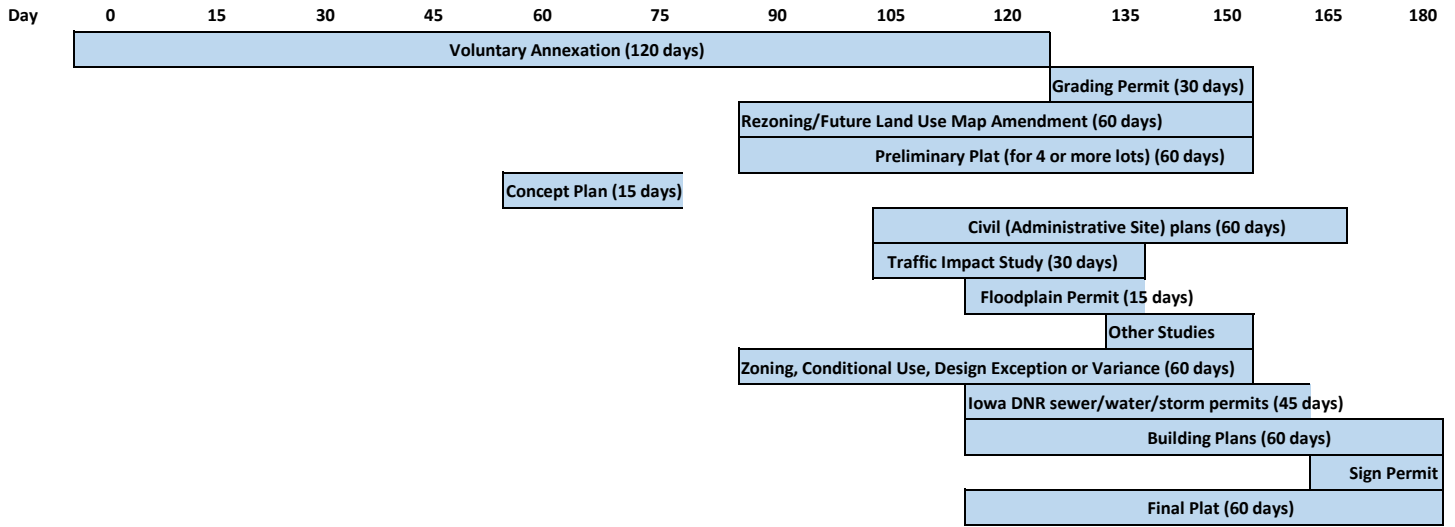 Day 0 15 30 45 60 75 90 105 120 135 150 165 180
Voluntary Annexation (120 days)
Grading Permit (30 days)
Rezoning/Future Land Use Map Amendment (60 days)
Preliminary Plat (for 4 or more lots) (60 days)
Concept Plan (15 days)
Civil (Administrative Site) plans (60 days)
Traffic Impact Study (30 days)
Floodplain Permit (15 days)
Other Studies
Zoning, Conditional Use, Design Exception or Variance (60 days)
Iowa DNR sewer/water/storm permits (45 days)
Building Plans (60 days)
Sign Permit
Final Plat (60 days)